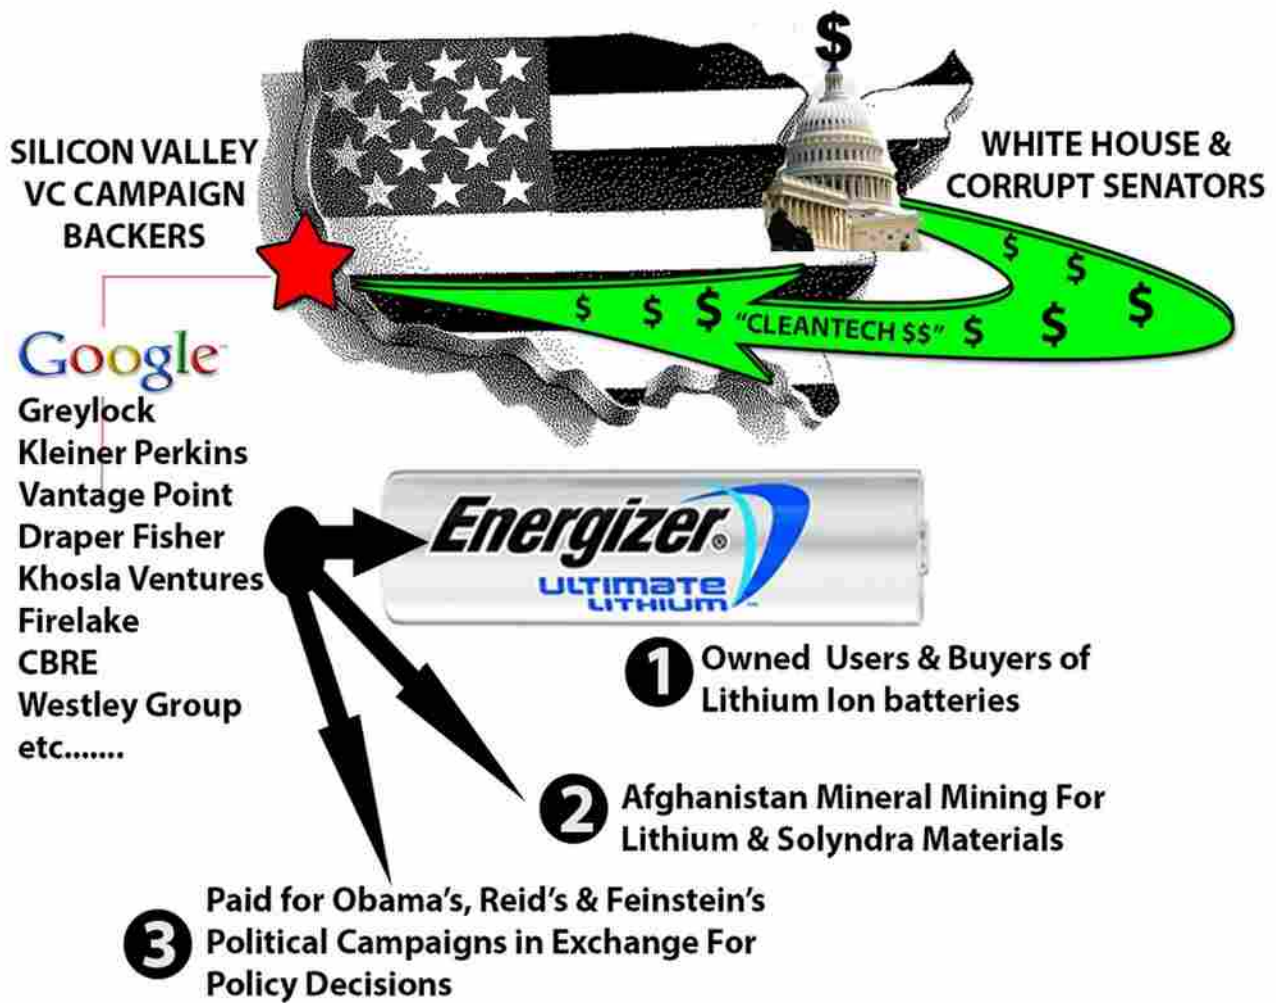 $
SILICON VALLEY
VC CAMPAIGN
BACKERS
WHITE HOUSE &
CORRUPT SENATORS
$ $ $ "CLEANTECH $$" $ $ $ $ $
Google
Greylock
Kleiner Perkins
Vantage Point
Draper Fisher
Khosla Ventures
Firelake
CBRE
Westley Group
etc.......
Energizer®
ULTIMATE
LITHIUM™
1 Owned Users & Buyers of
Lithium Ion batteries
2 Afghanistan Mineral Mining For
Lithium & Solyndra Materials
3 Paid for Obama's, Reid's & Feinstein's
Political Campaigns in Exchange For
Policy Decisions